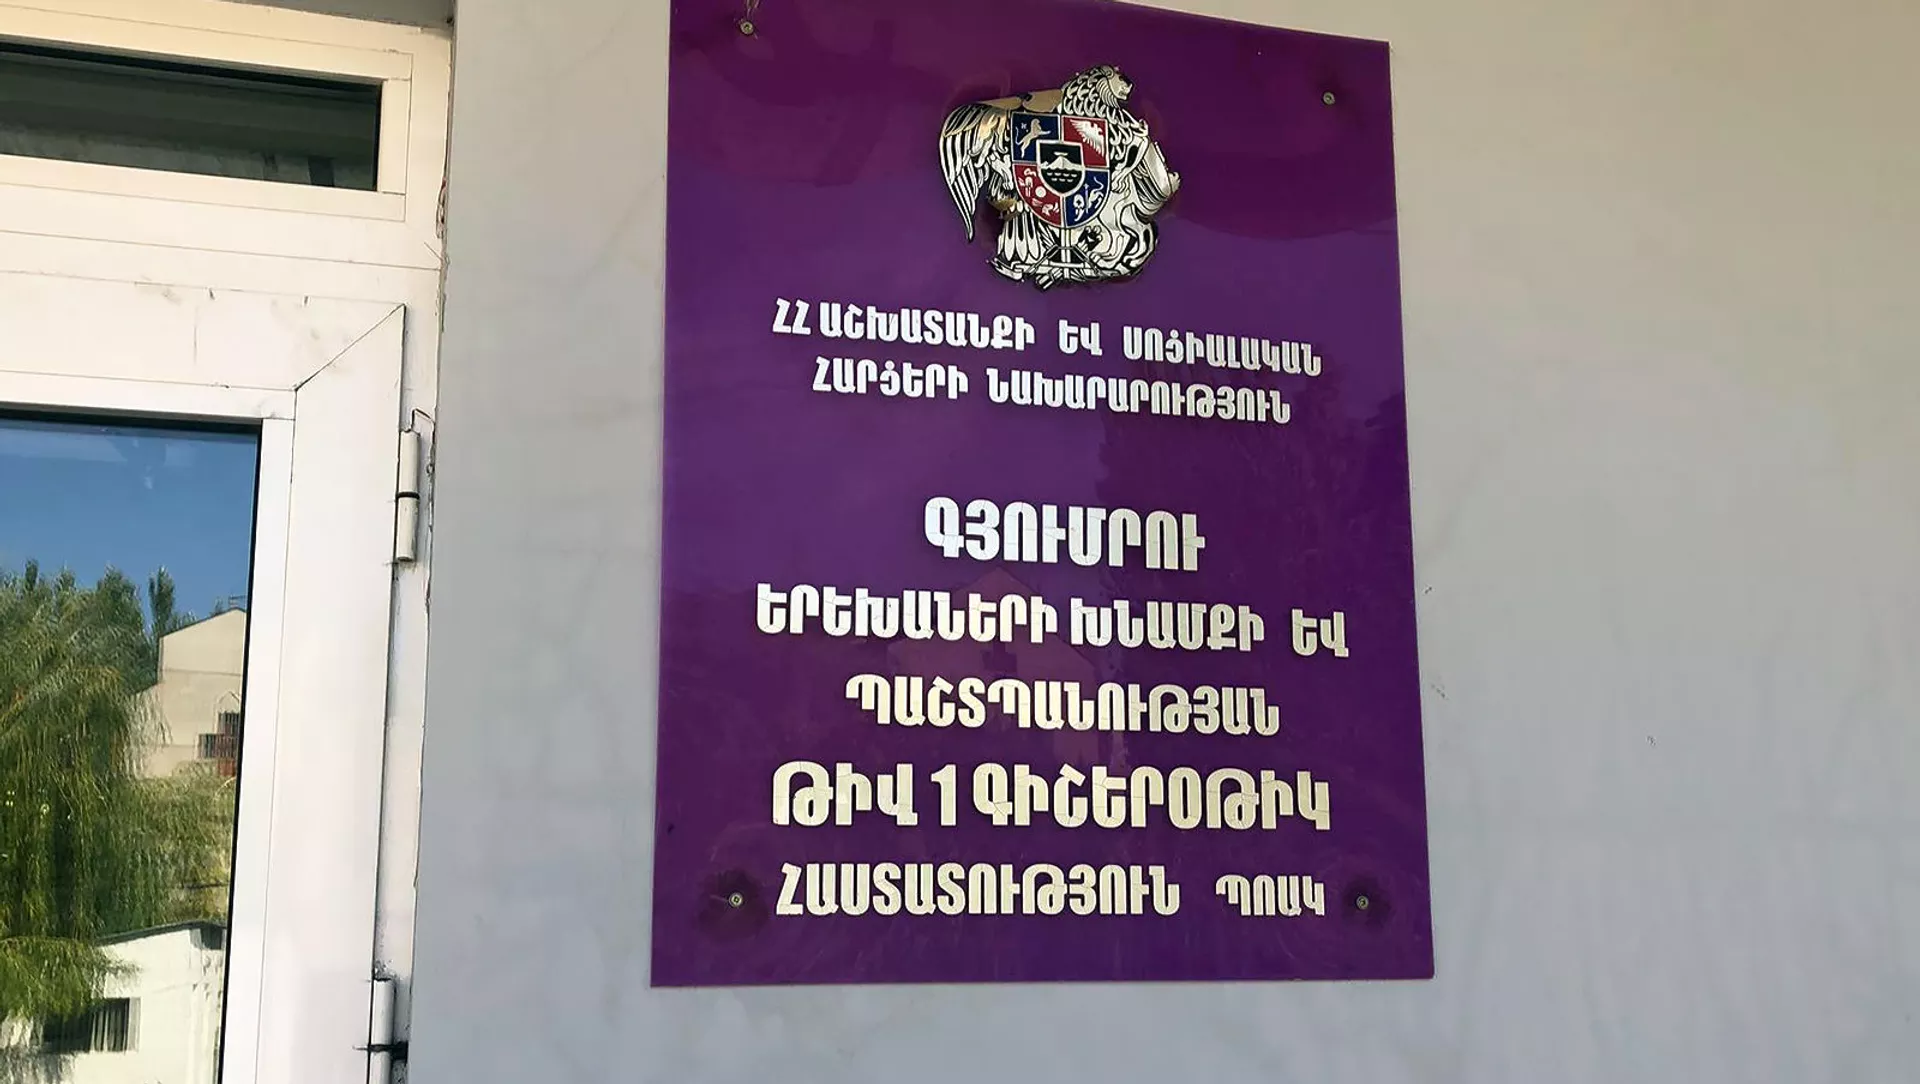 ՀՀ ԱՇԽԱՏԱՆՔԻ ԵՎ ՍՈՑԻԱԼԱԿԱՆ
ՀԱՐՑԵՐԻ ՆԱԽԱՐԱՐՈՒԹՅՈՒՆ
ԳՅՈՒՄՐՈՒ
ԵՐԵԽԱՆԵՐԻ ԽՆԱՄՔԻ ԵՎ
ՊԱՇՏՊԱՆՈՒԹՅԱՆ
ԹԻՎ 1 ԳԻՇԵՐՕԹԻԿ
ՀԱՍՏԱՏՈՒԹՅՈՒՆ ՊՈԱԿ